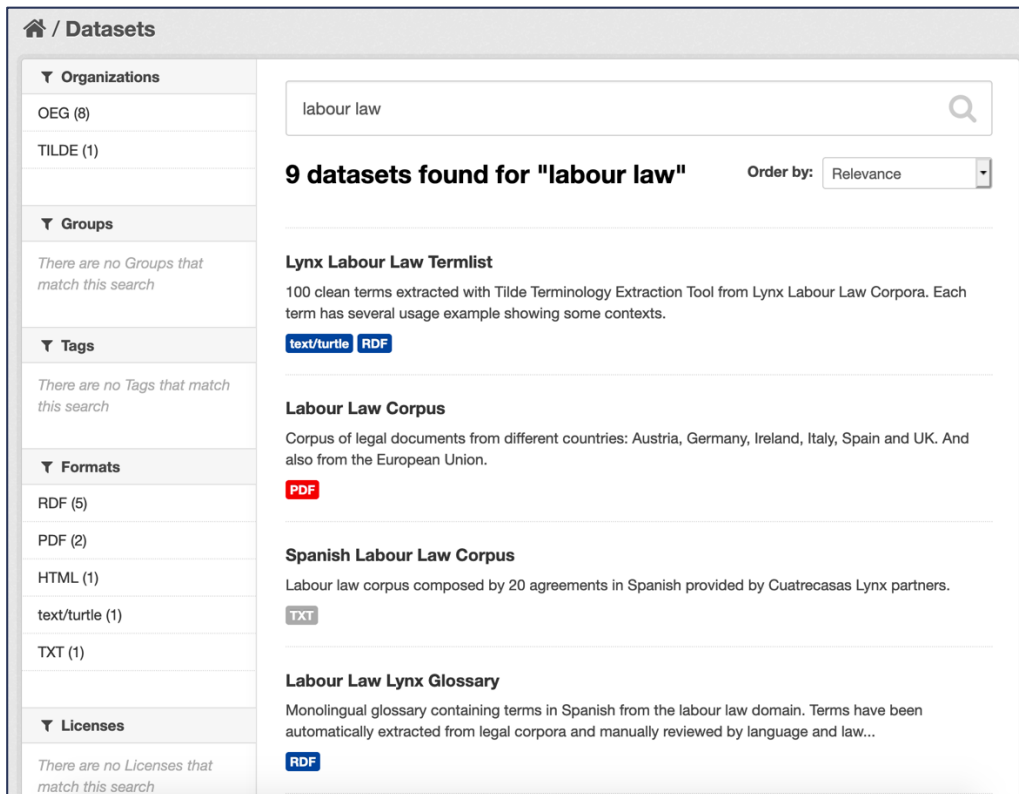 / Datasets
Organizations
OEG (8)
TILDE (1)
Groups
There are no Groups that
match this search
Tags
There are no Tags that match
this search
Formats
RDF (5)
PDF (2)
HTML (1)
text/turtle (1)
TXT (1)
Licenses
There are no Licenses that
match this search
labour law
9 datasets found for "labour law"
Order by:
Relevance
Lynx Labour Law Termlist
100 clean terms extracted with Tilde Terminology Extraction Tool from Lynx Labour Law Corpora. Each
term has several usage example showing some contexts.
text/turtle RDF
Labour Law Corpus
Corpus of legal documents from different countries: Austria, Germany, Ireland, Italy, Spain and UK. And
also from the European Union.
PDF
Spanish Labour Law Corpus
Labour law corpus composed by 20 agreements in Spanish provided by Cuatrecasas Lynx partners.
TXT
Labour Law Lynx Glossary
Monolingual glossary containing terms in Spanish from the labour law domain. Terms have been
automatically extracted from legal corpora and manually reviewed by language and law...
RDF